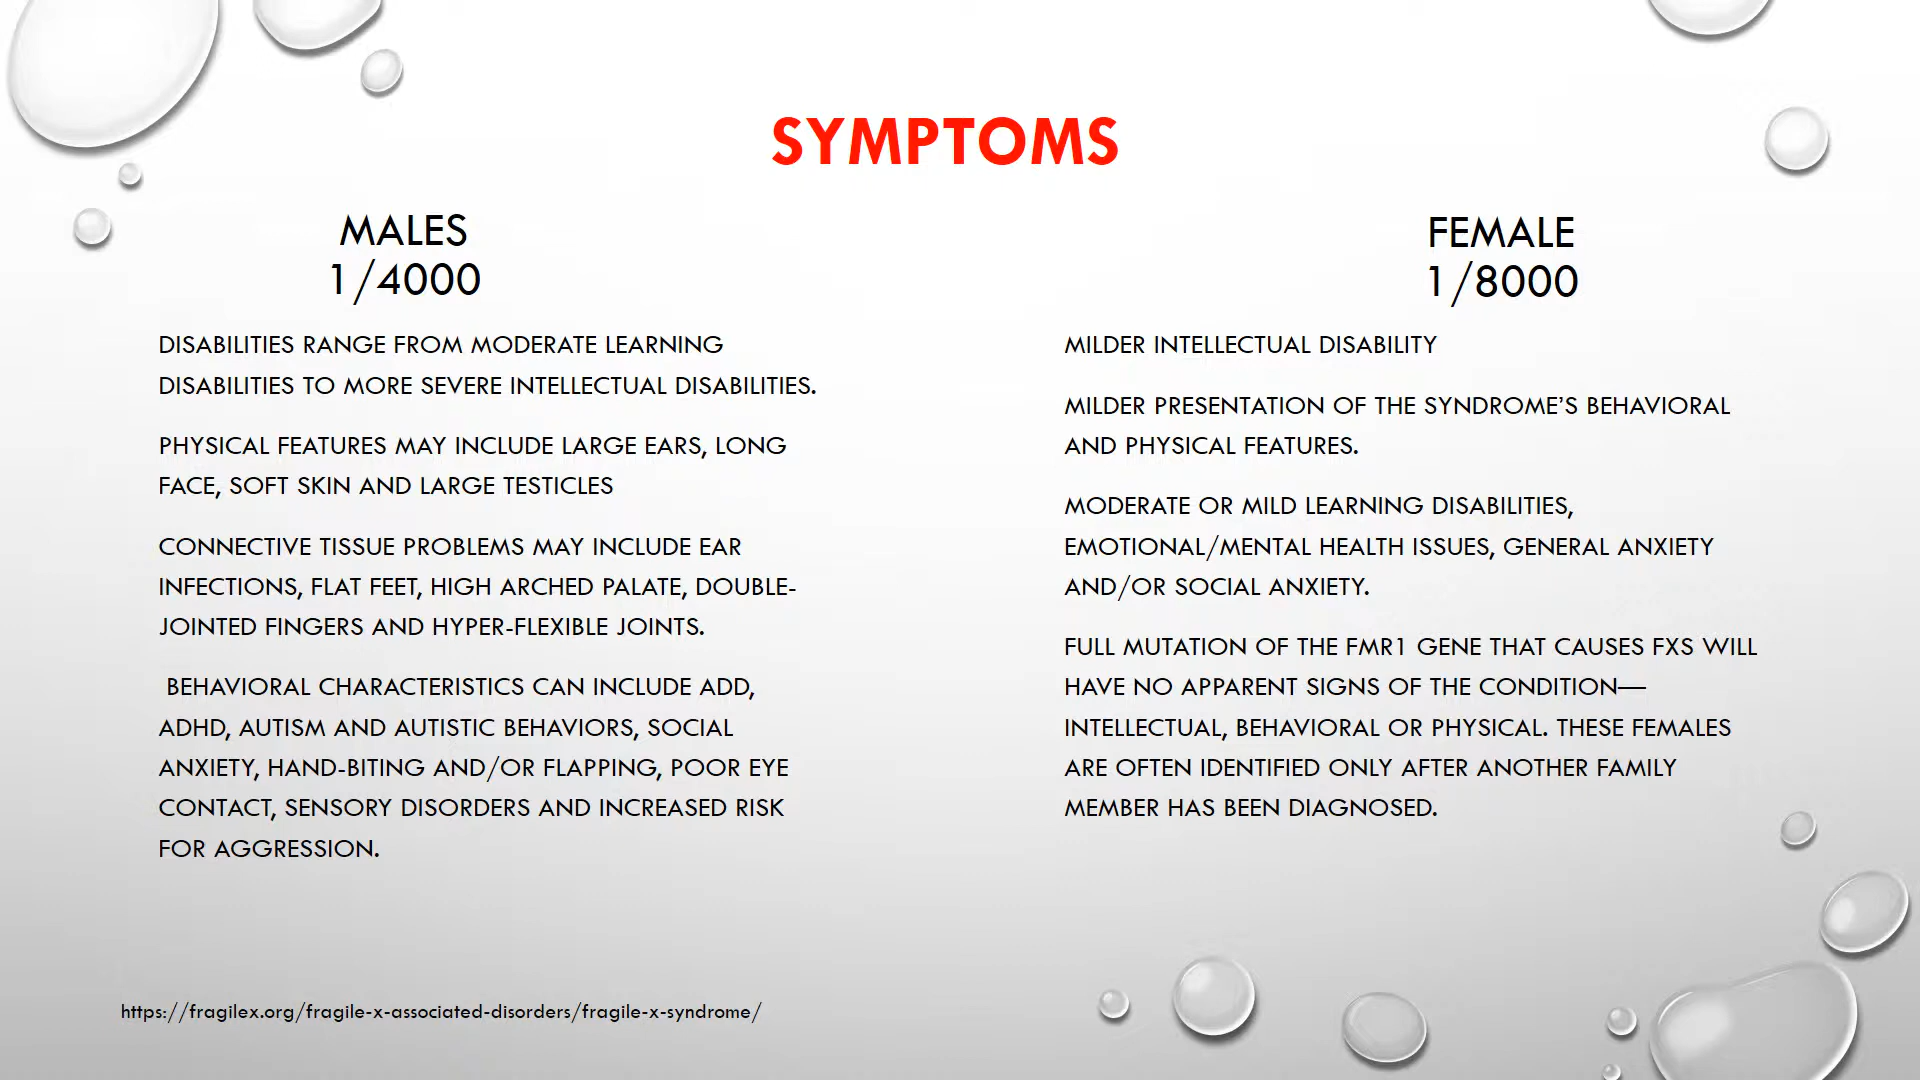 SYMPTOMS
MALES
1/4000
DISABILITIES RANGE FROM MODERATE LEARNING
DISABILITIES TO MORE SEVERE INTELLECTUAL DISABILITIES.
PHYSICAL FEATURES MAY INCLUDE LARGE EARS, LONG
FACE, SOFT SKIN AND LARGE TESTICLES
CONNECTIVE TISSUE PROBLEMS MAY INCLUDE EAR
INFECTIONS, FLAT FEET, HIGH ARCHED PALATE, DOUBLE-
JOINTED FINGERS AND HYPER-FLEXIBLE JOINTS.
BEHAVIORAL CHARACTERISTICS CAN INCLUDE ADD,
ADHD, AUTISM AND AUTISTIC BEHAVIORS, SOCIAL
ANXIETY, HAND-BITING AND/OR FLAPPING, POOR EYE
CONTACT, SENSORY DISORDERS AND INCREASED RISK
FOR AGGRESSION.
FEMALE
1/8000
MILDER INTELLECTUAL DISABILITY
MILDER PRESENTATION OF THE SYNDROME’S BEHAVIORAL
AND PHYSICAL FEATURES.
MODERATE OR MILD LEARNING DISABILITIES,
EMOTIONAL/MENTAL HEALTH ISSUES, GENERAL ANXIETY
AND/OR SOCIAL ANXIETY.
FULL MUTATION OF THE FMR1 GENE THAT CAUSES FXS WILL
HAVE NO APPARENT SIGNS OF THE CONDITION—
INTELLECTUAL, BEHAVIORAL OR PHYSICAL. THESE FEMALES
ARE OFTEN IDENTIFIED ONLY AFTER ANOTHER FAMILY
MEMBER HAS BEEN DIAGNOSED.
https://fragilex.org/fragile-x-associated-disorders/fragile-x-syndrome/